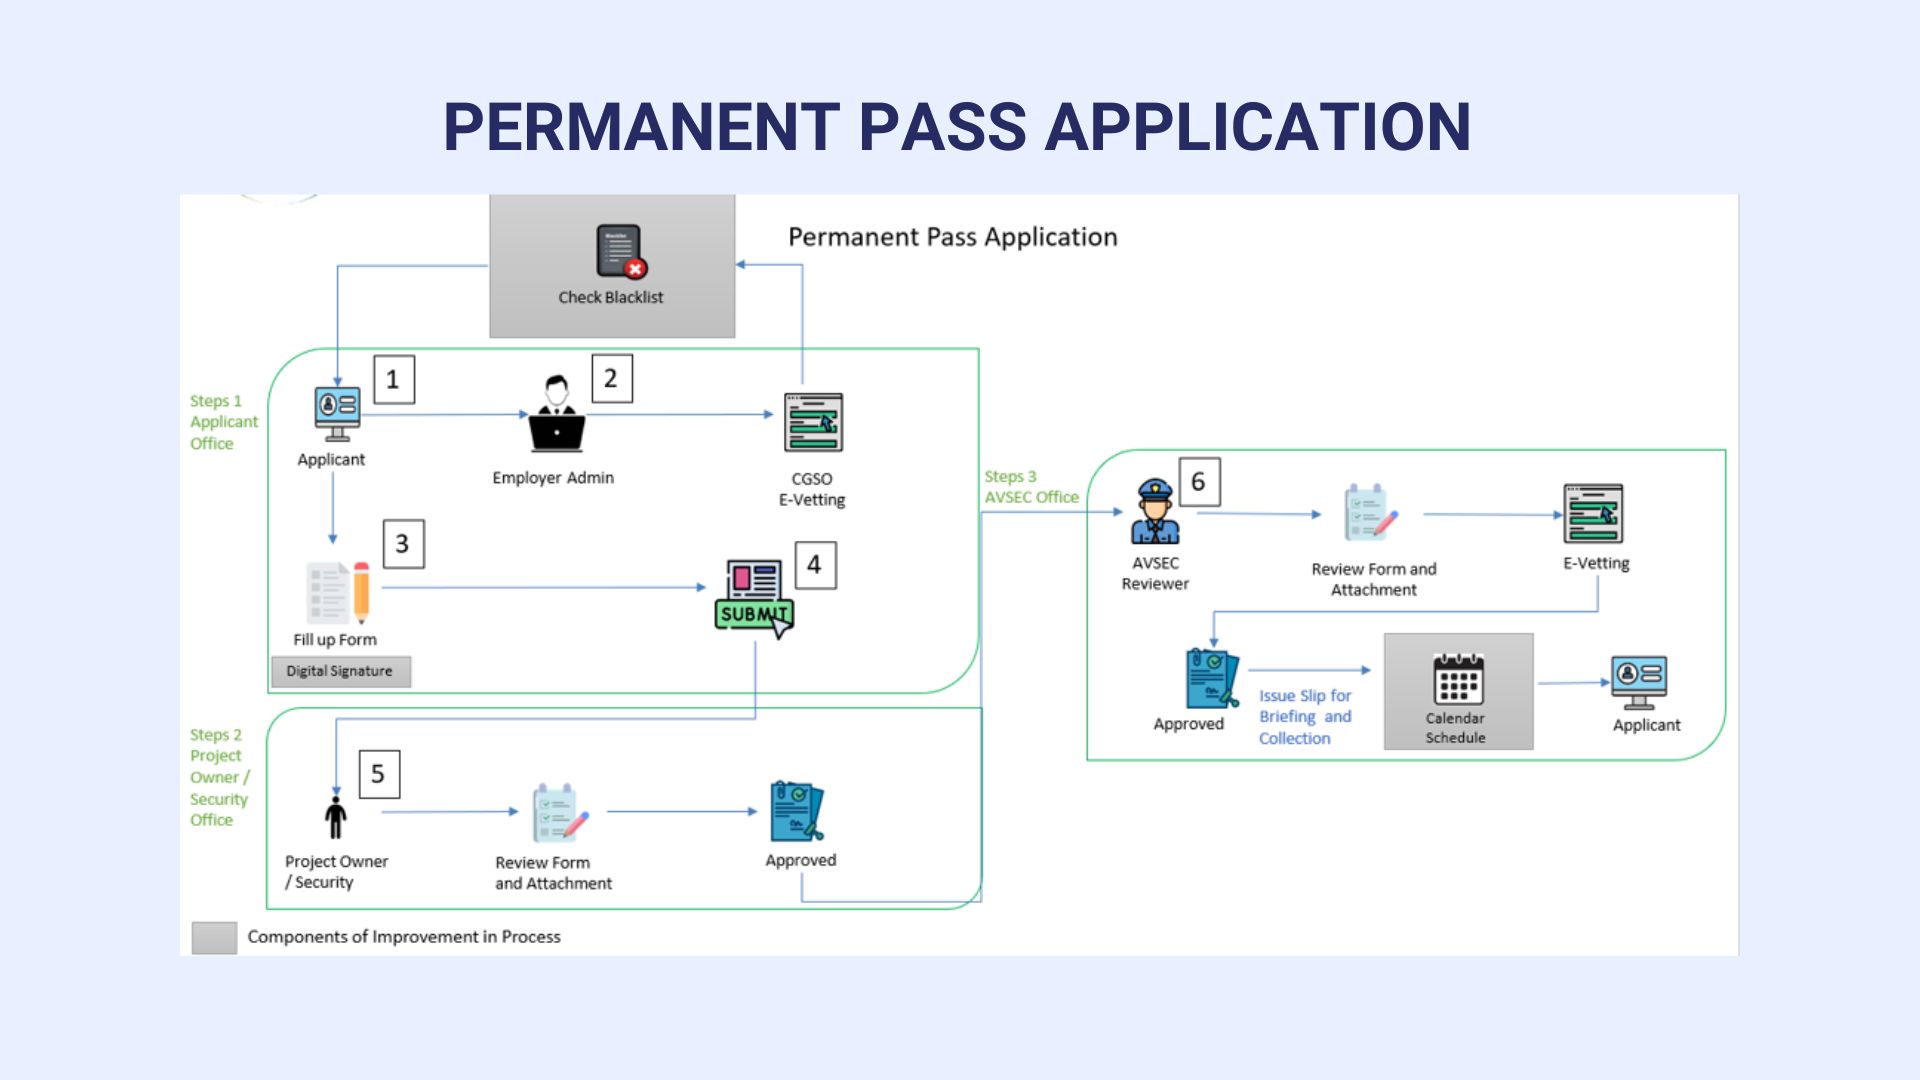 PERMANENT PASS APPLICATION
Permanent Pass Application
Blacklist
Check Blacklist
Steps 1
Applicant
Office
1
2
Applicant
Employer Admin
CGSO
E-Vetting
3
4
SUBMIT
Fill up Form
Digital Signature
Steps 2
Project
Owner /
Security
Office
5
Project Owner
/ Security
Review Form
and Attachment
Approved
Steps 3
AVSEC Office
6
AVSEC
Reviewer
Review Form and
Attachment
E-Vetting
Approved
Issue Slip for
Briefing and
Collection
Calendar
Schedule
Applicant
Components of Improvement in Process